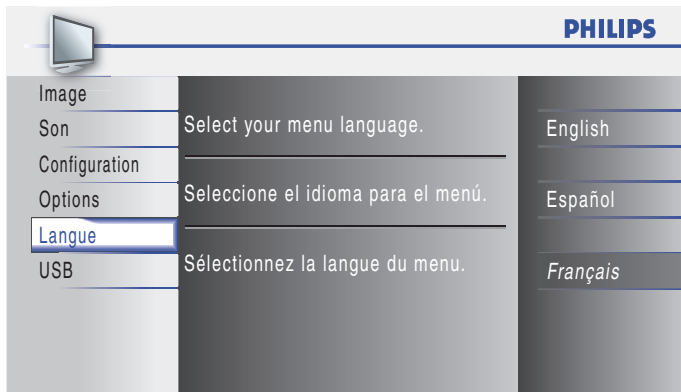 PHILIPS
Image
Son
Configuration
Options
Langue
USB
Select your menu language.
Seleccione el idioma para el menú.
Sélectionnez la langue du menu.
English
Español
Français